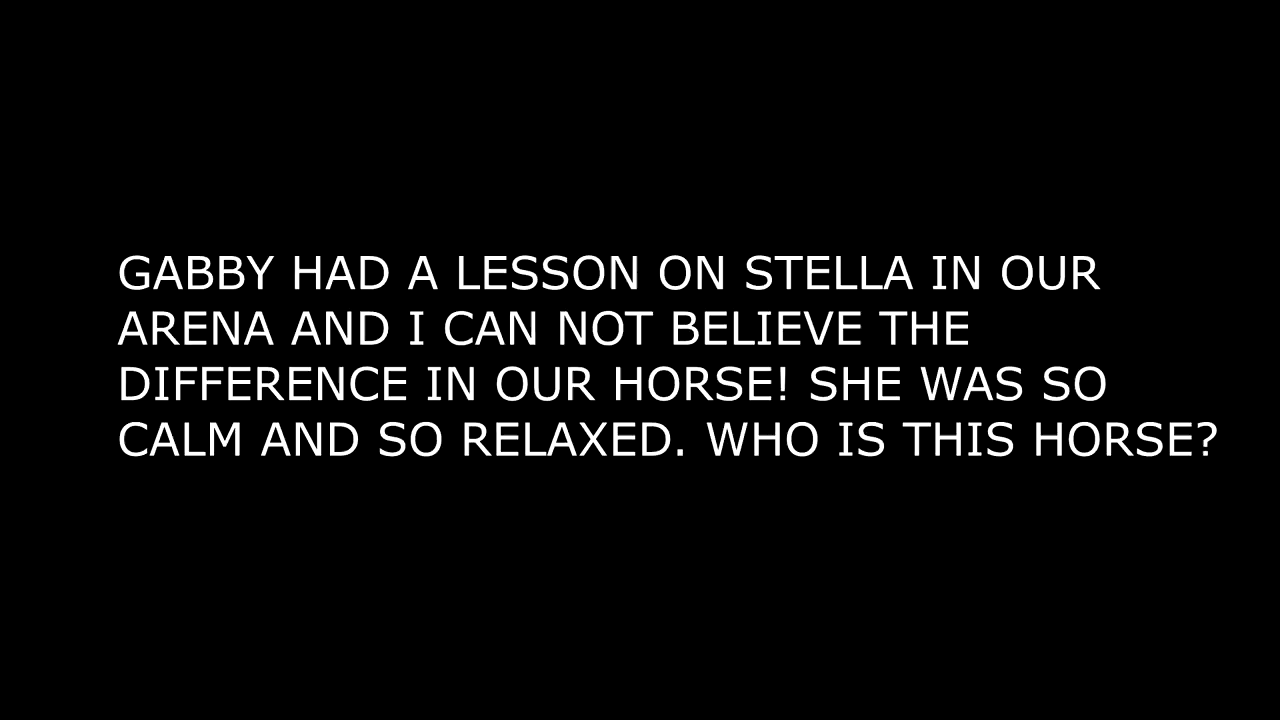 GABBY HAD A LESSON ON STELLA IN OUR
ARENA AND I CAN NOT BELIEVE THE
DIFFERENCE IN OUR HORSE! SHE WAS SO
CALM AND SO RELAXED. WHO IS THIS HORSE?